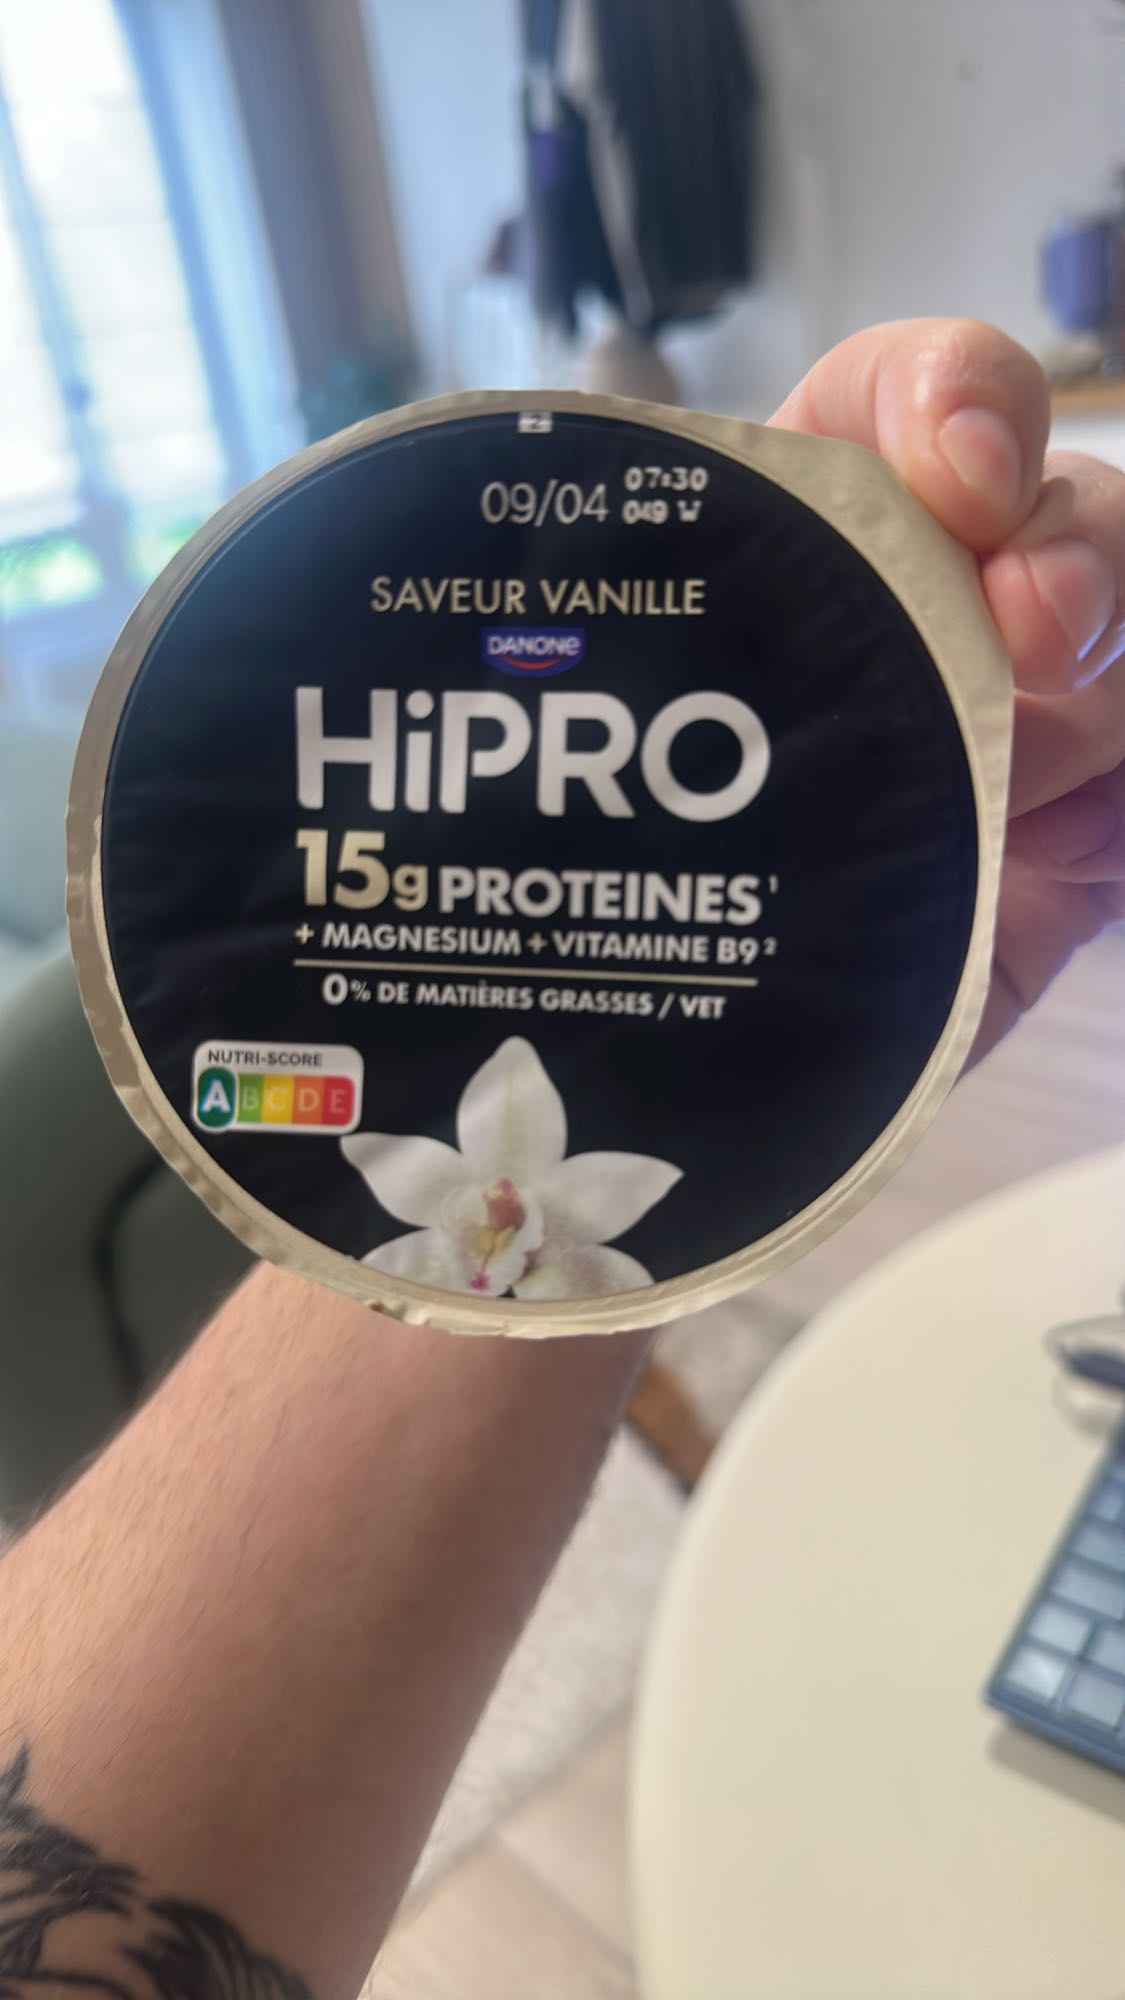 09/04 07:30
049 W
SAVEUR VANILLE
DANONE
HiPRO
15g PROTEINES¹
+ MAGNESIUM + VITAMINE B9²
0% DE MATIÈRES GRASSES / VET
NUTRI-SCORE
A B C D E